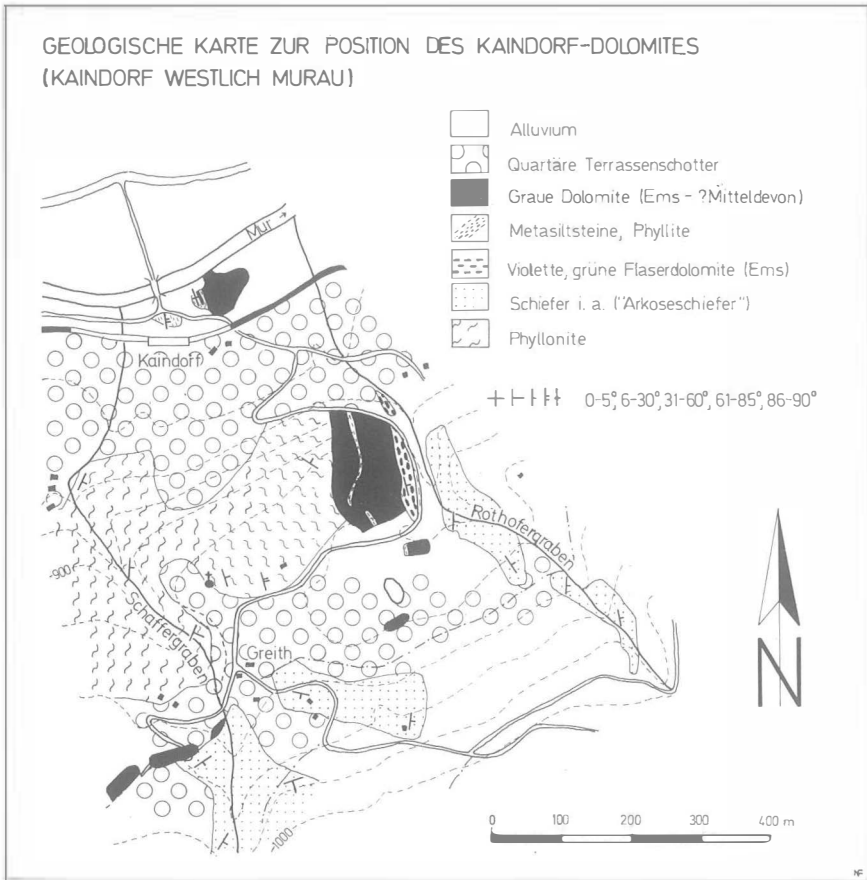 GEOLOGISCHE KARTE ZUR POSITION DES KAINDORF-DOLOMITES
(KAINDORF WESTLICH MURAU)
Alluvium
Quartäre Terrassenschotter
Graue Dolomite (Ems - ?Mitteldevon)
Metasiltsteine, Phyllite
Violette, grüne Flaserdolomite (Ems)
Schiefer i. a. ("Arkoseschiefer")
Phyllonite
0-5°, 6-30°, 31-60°, 61-85°, 86-90°
Mur
Kaindorf
Rothofergraben
-900
Schaffergraben
Greith
-1000
N
0 100 200 300 400 m
NF